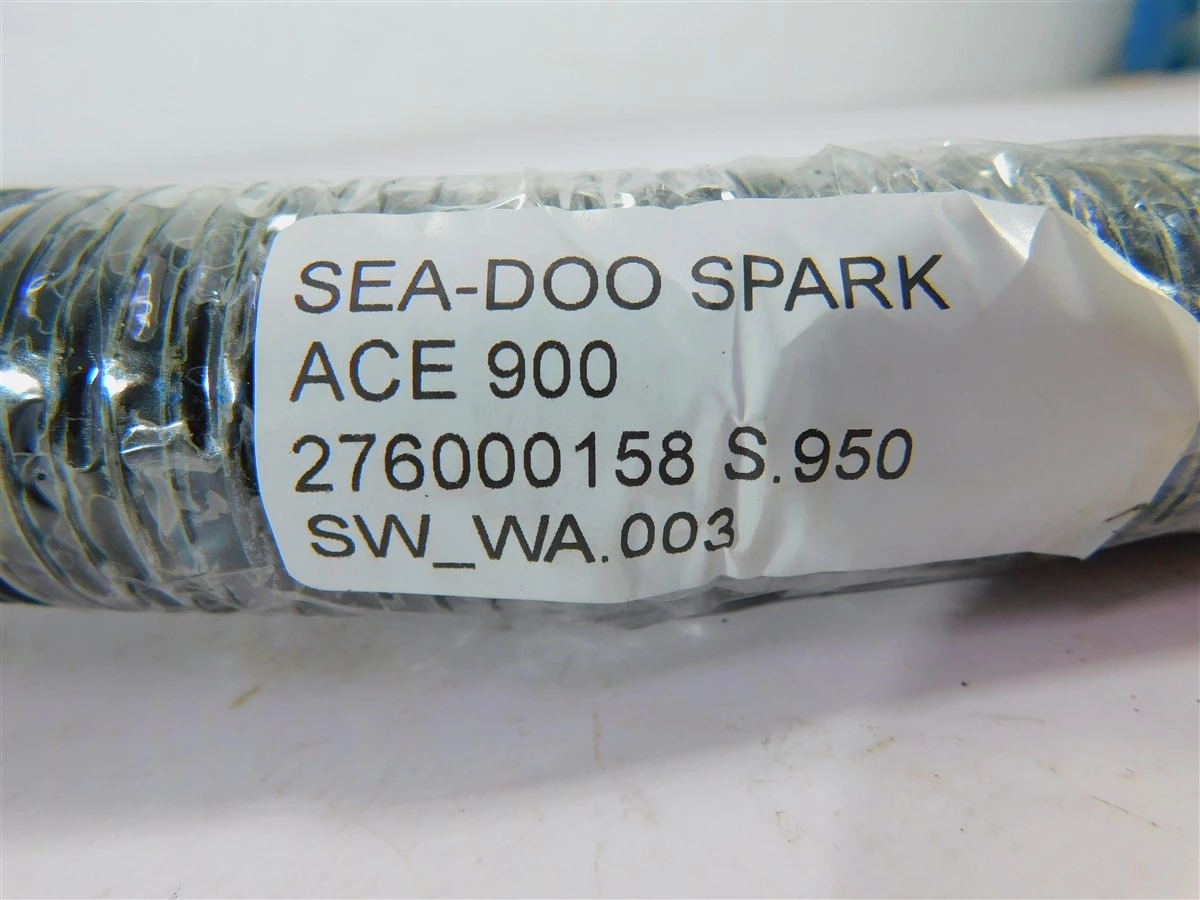 SEA-DOO SPARK
ACE 900
276000158 S.950
SW_WA.003